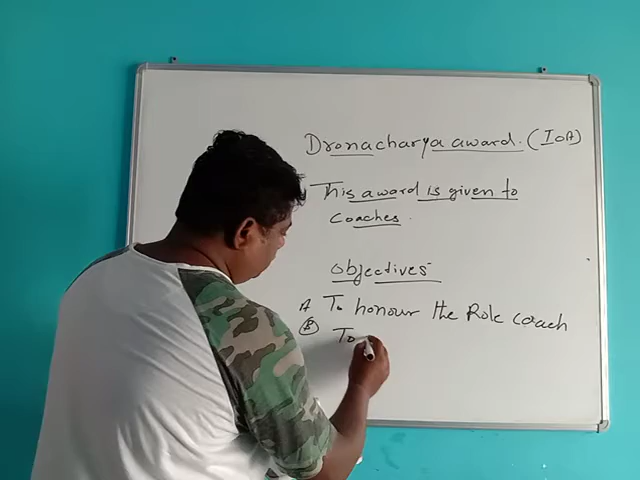 Dronacharya award. (IOA)
This award is given to
coaches.
Objectives
A To honour the Role coach
B To